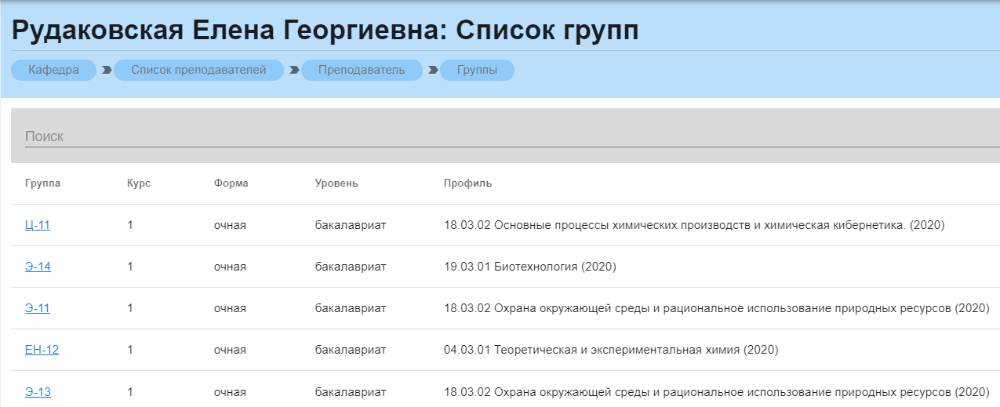 Рудаковская Елена Георгиевна: Список групп
Кафедра Список преподавателей Преподаватель Группы
Поиск
Группа Курс Форма Уровень Профиль
Ц-11 1 очная бакалавриат 18.03.02 Основные процессы химических производств и химическая кибернетика. (2020)
Э-14 1 очная бакалавриат 19.03.01 Биотехнология (2020)
Э-11 1 очная бакалавриат 18.03.02 Охрана окружающей среды и рациональное использование природных ресурсов (2020)
ЕН-12 1 очная бакалавриат 04.03.01 Теоретическая и экспериментальная химия (2020)
Э-13 1 очная бакалавриат 18.03.02 Охрана окружающей среды и рациональное использование природных ресурсов (2020)